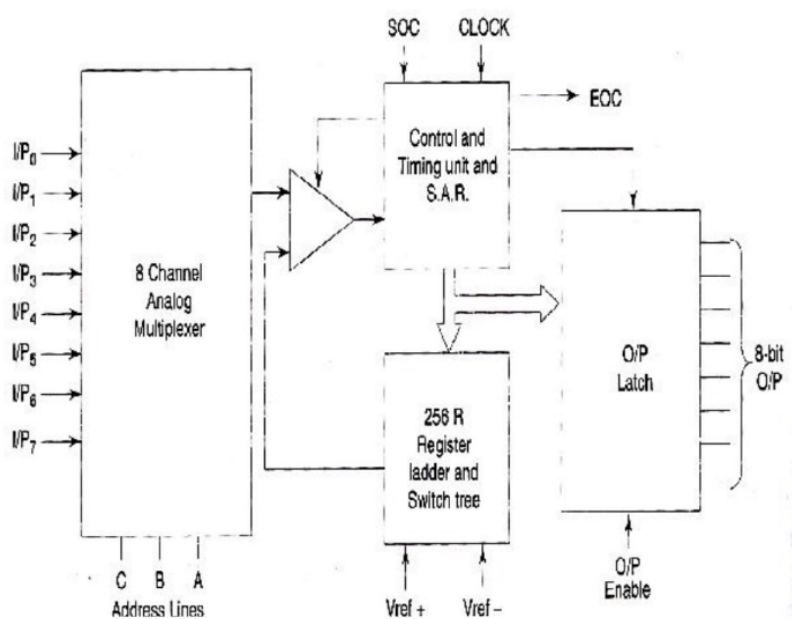 SOC
CLOCK
EOC
I/P0
I/P1
I/P2
I/P3
I/P4
I/P5
I/P6
I/P7
8 Channel
Analog
Multiplexer
Control and
Timing unit and
S.A.R.
256 R
Register
ladder and
Switch tree
O/P
Latch
8-bit
O/P
C B A
Address Lines
Vref + Vref –
O/P
Enable